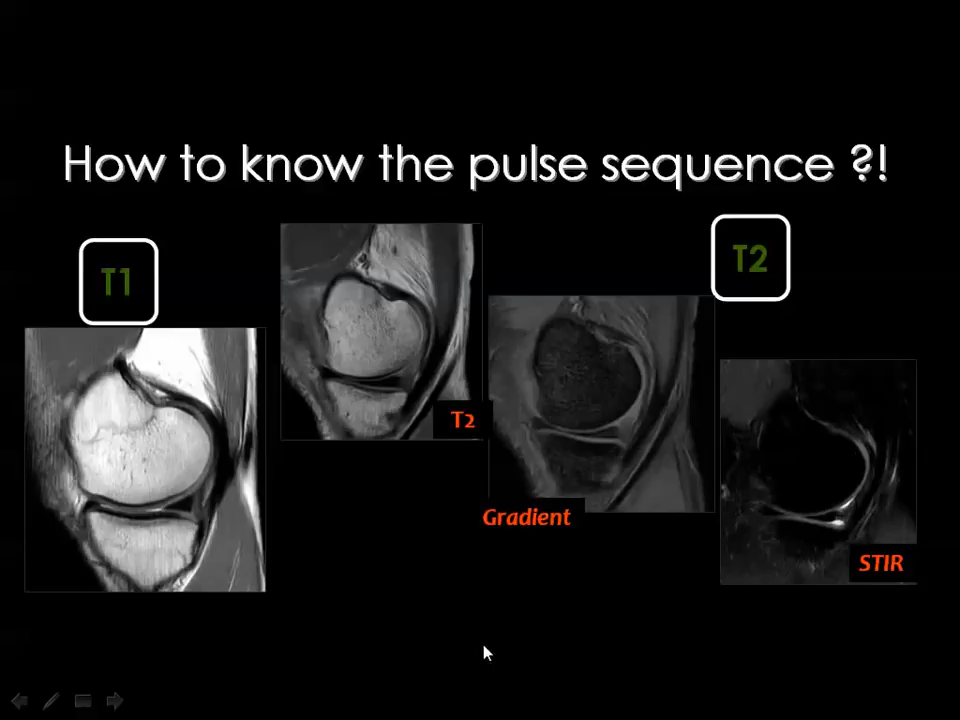 How to know the pulse sequence ?!
T1
T2
T2
Gradient
STIR